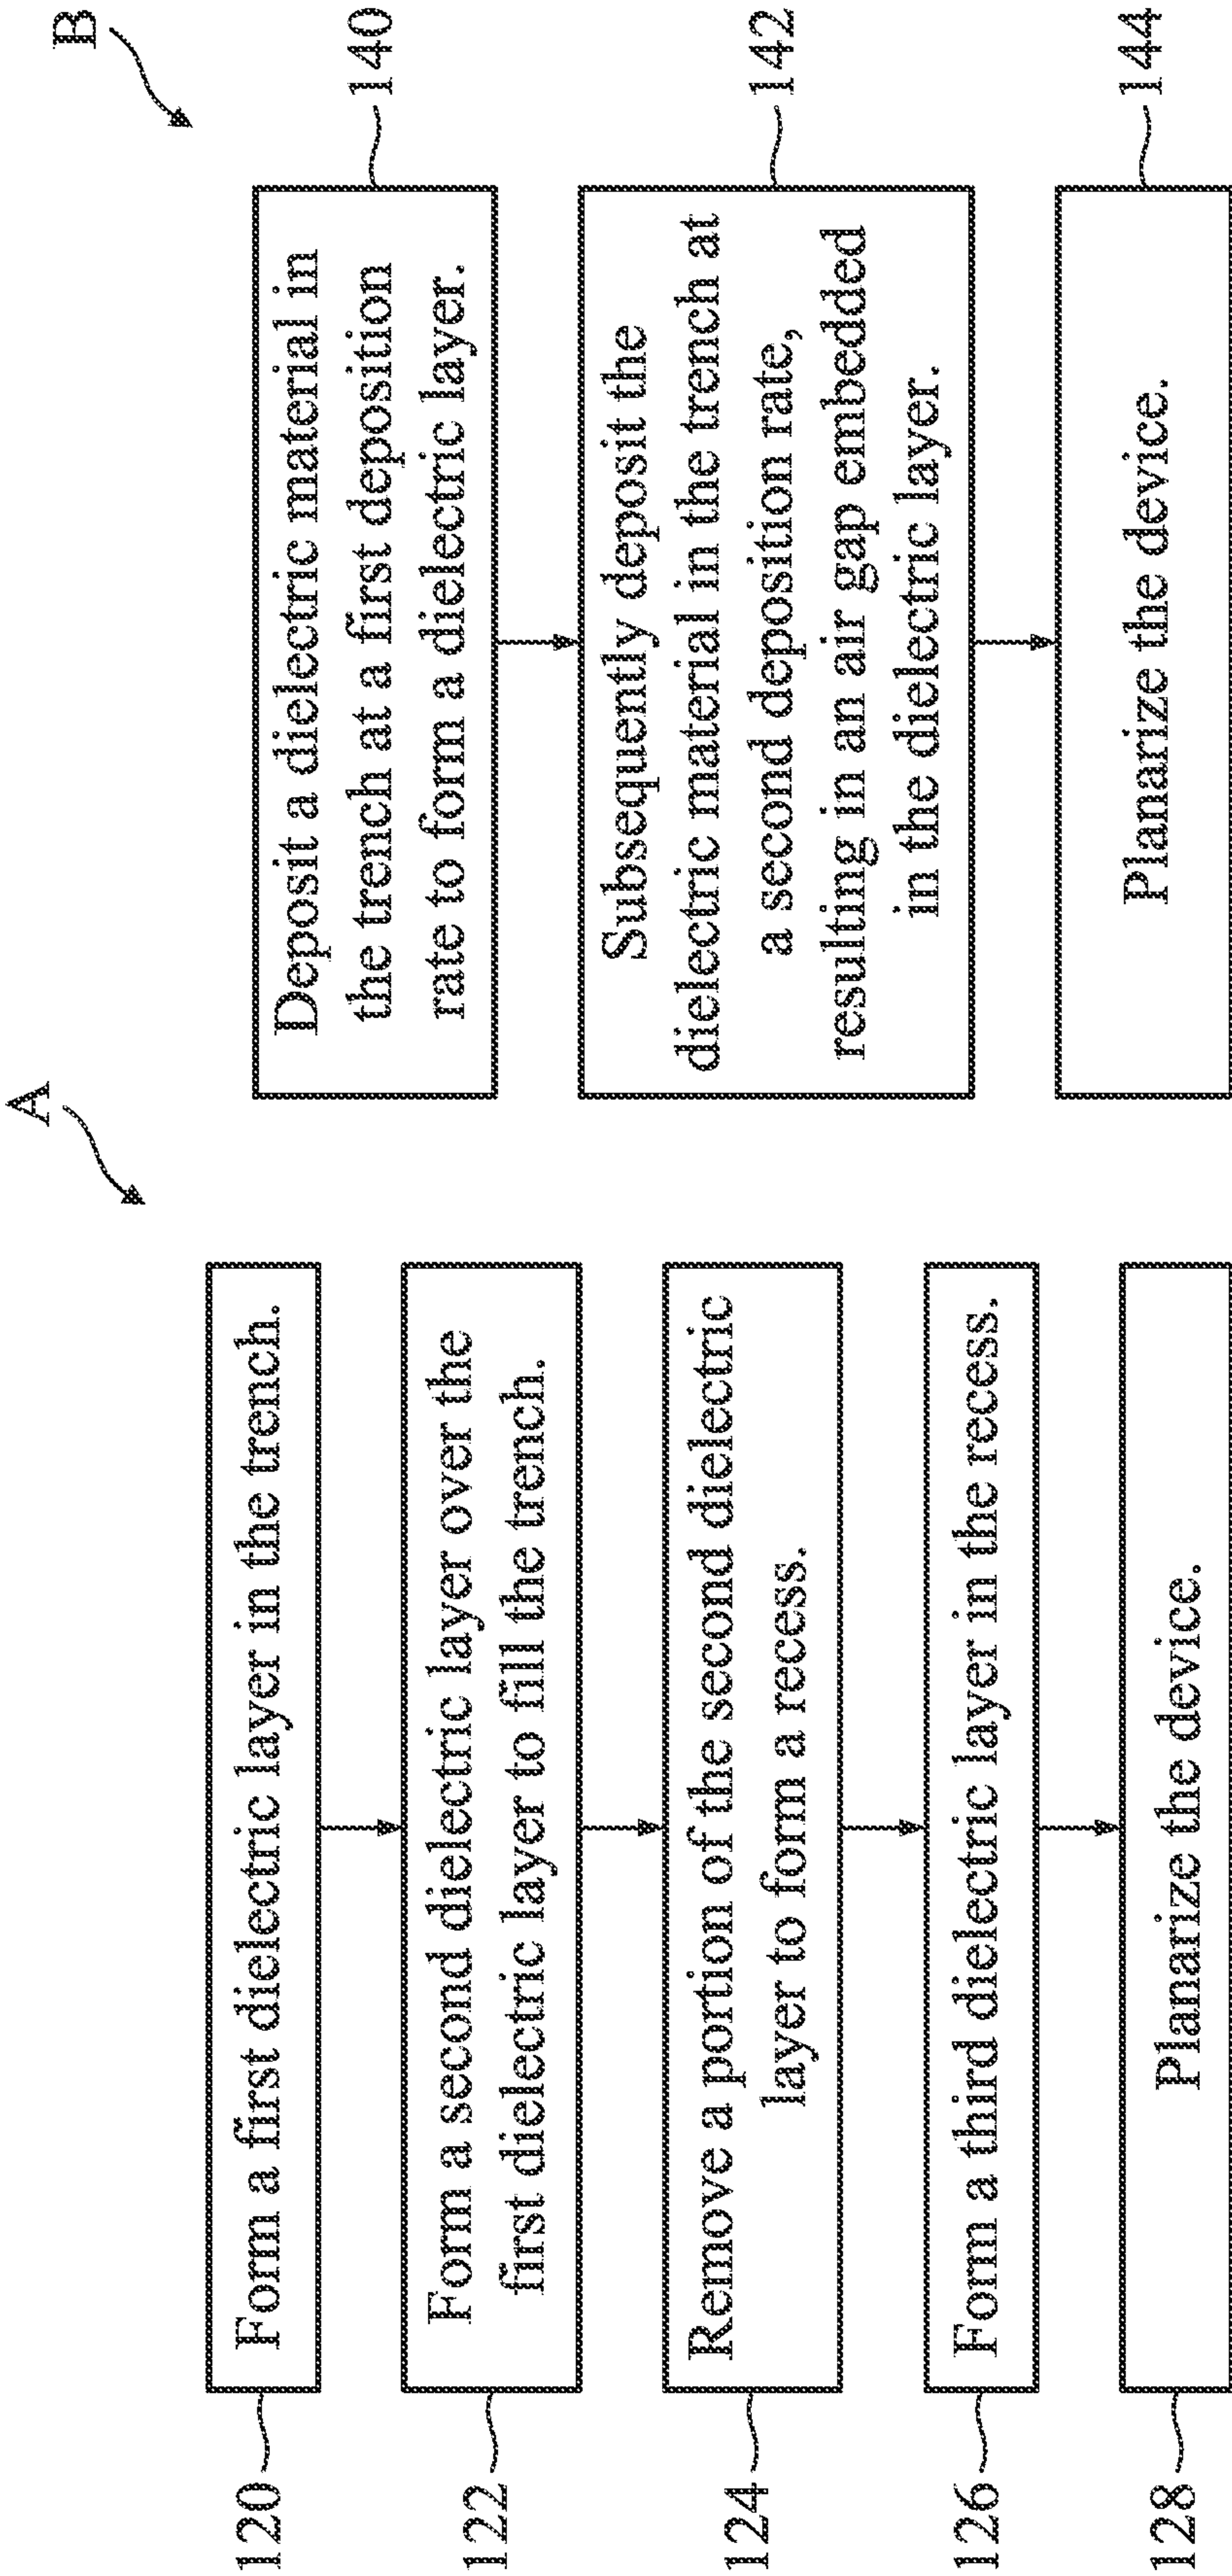 A
120
Form a first dielectric layer in the trench.
122
Form a second dielectric layer over the
first dielectric layer to fill the trench.
124
Remove a portion of the second dielectric
layer to form a recess.
126
Form a third dielectric layer in the recess.
128
Planarize the device.
B
Deposit a dielectric material in
the trench at a first deposition
rate to form a dielectric layer.
140
Subsequently deposit the
dielectric material in the trench at
a second deposition rate,
resulting in an air gap embedded
in the dielectric layer.
142
Planarize the device.
144